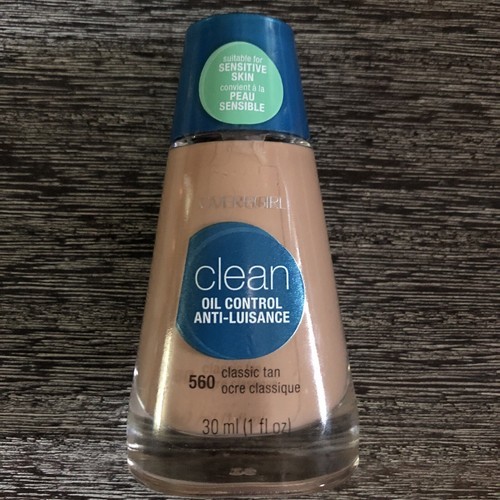 suitable for
SENSITIVE
SKIN
convient à la
PEAU
SENSIBLE
COVERGIRL
clean
OIL CONTROL
ANTI-LUISANCE
560 classic tan
ocre classique
30 ml (1 fl oz)